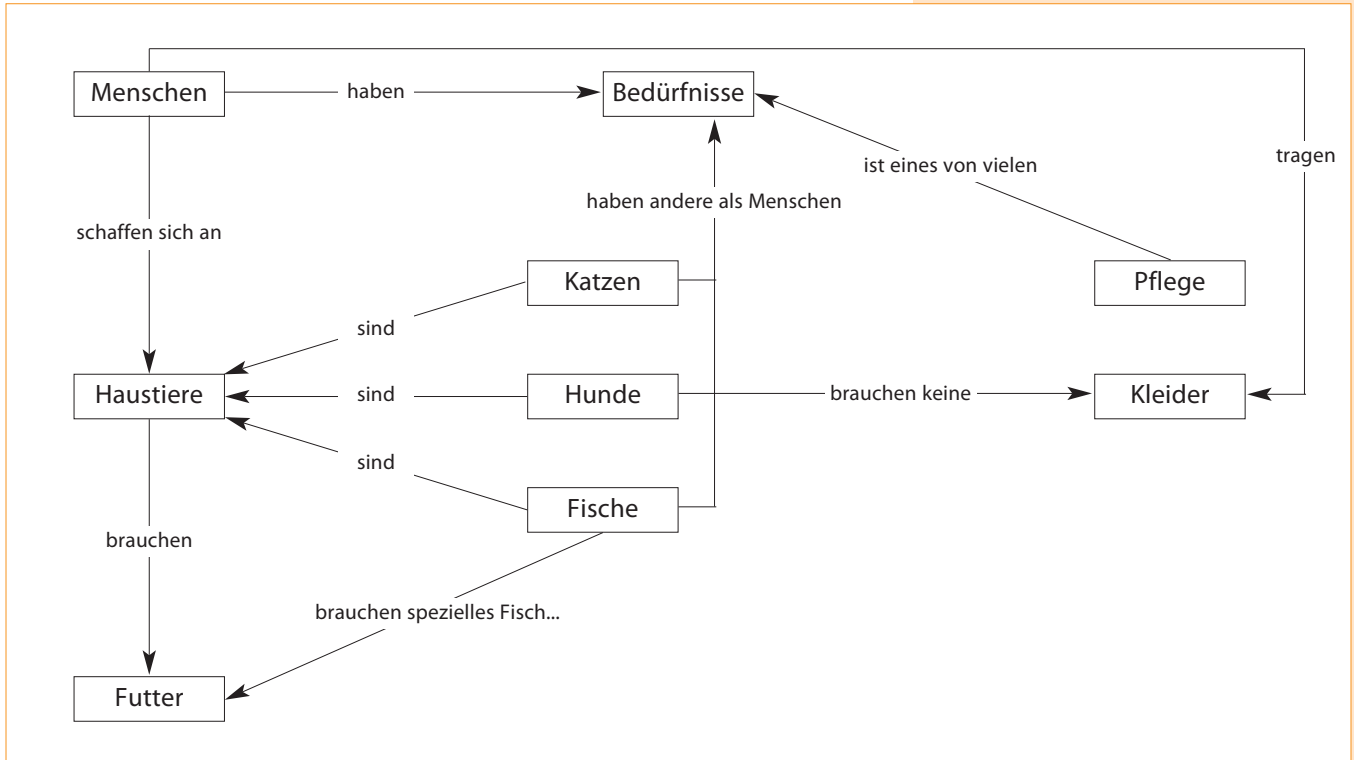 Menschen
haben
Bedürfnisse
tragen
ist eines von vielen
haben andere als Menschen
schaffen sich an
Katzen
Pflege
sind
Haustiere
sind
Hunde
brauchen keine
Kleider
sind
Fische
brauchen
brauchen spezielles Fisch...
Futter